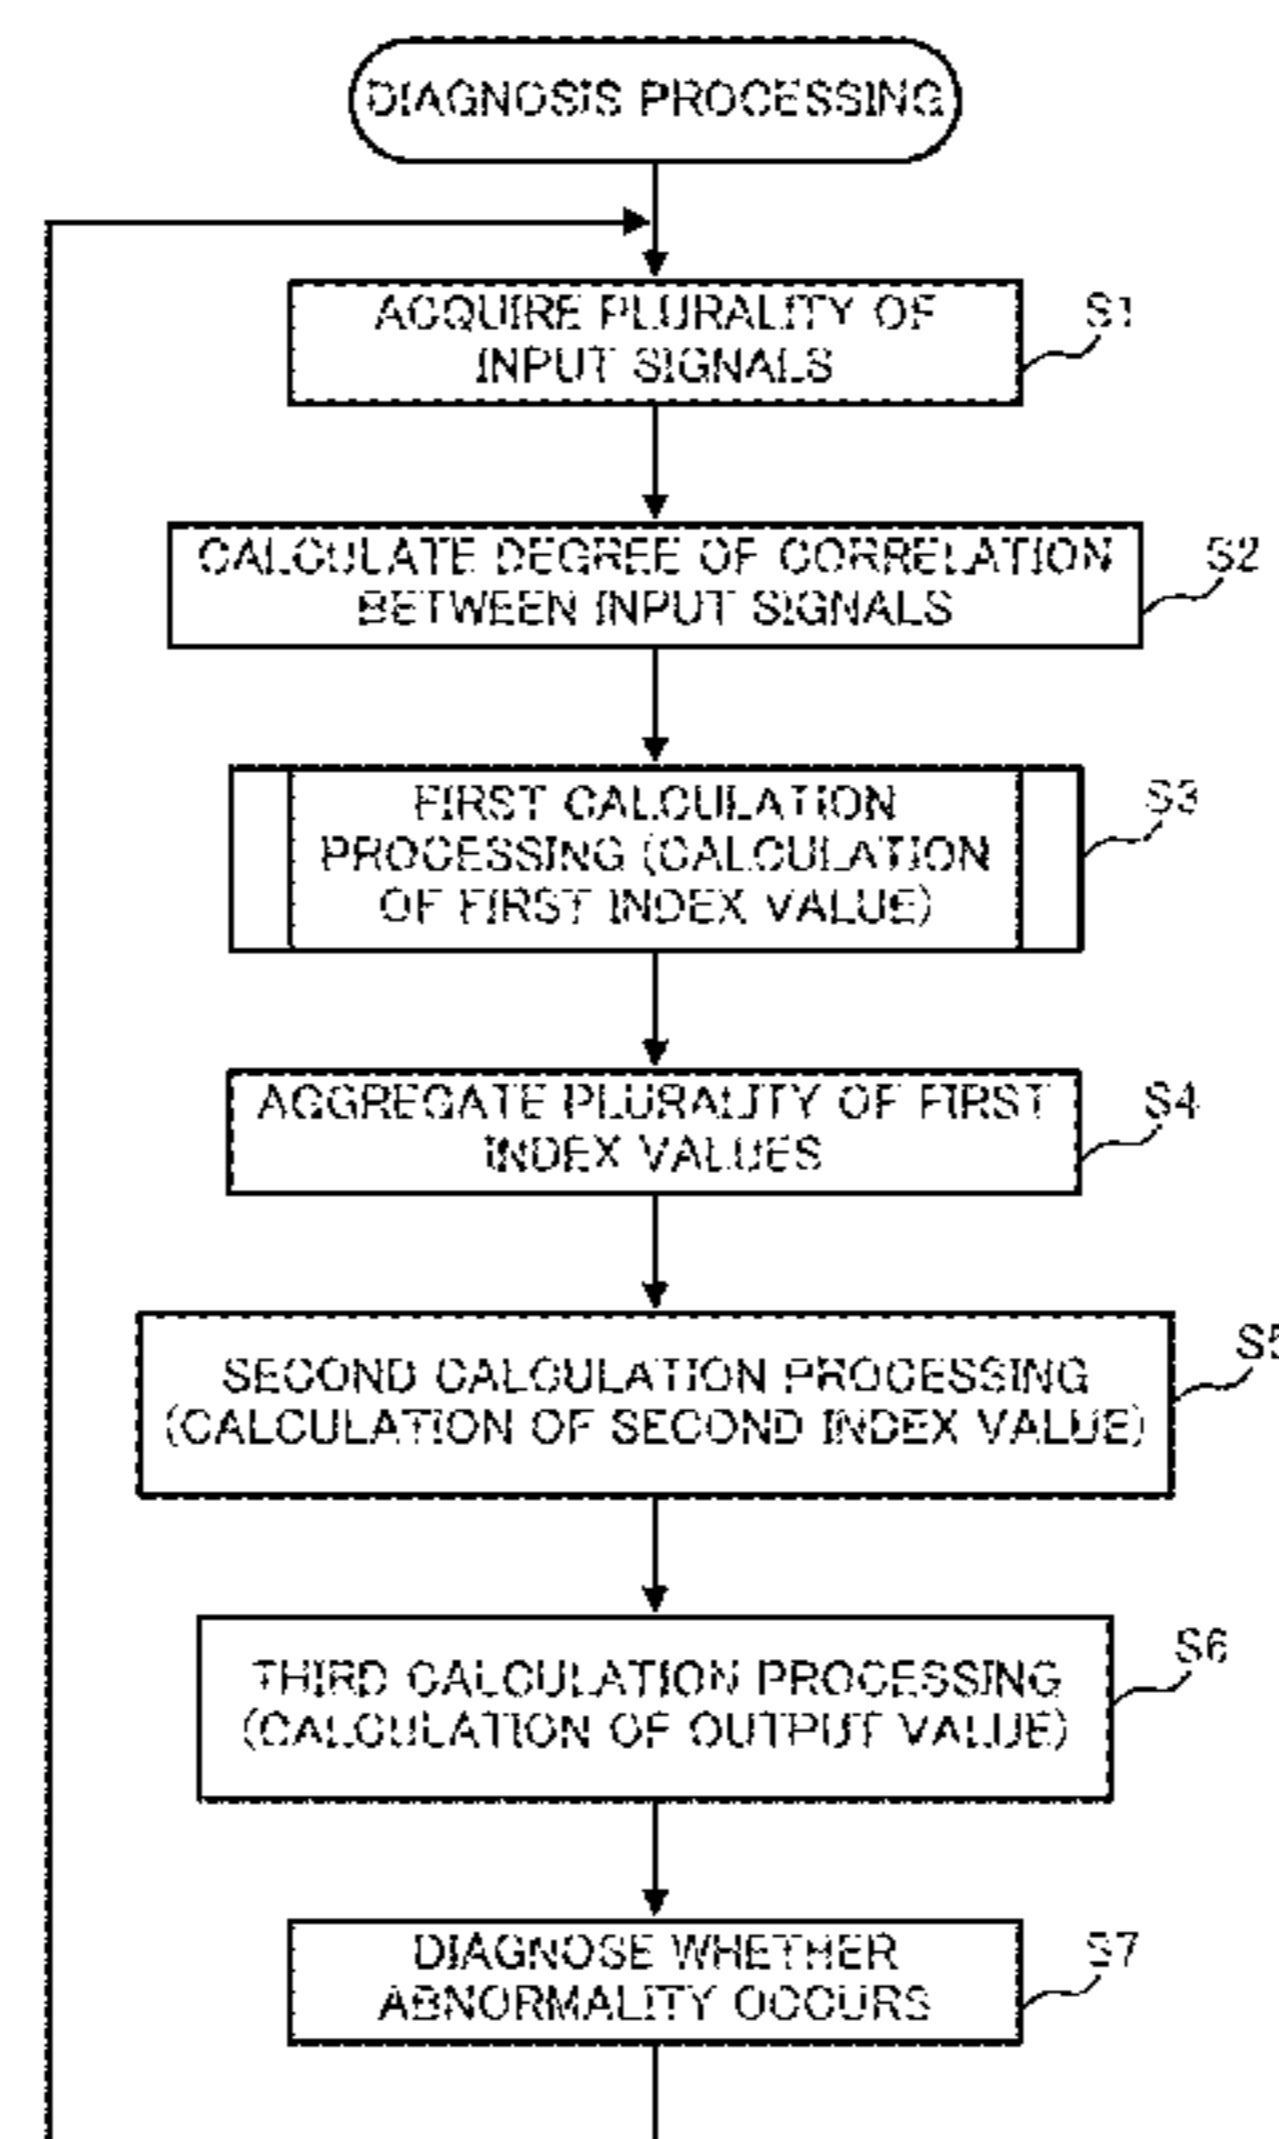 DIAGNOSIS PROCESSING
ACQUIRE PLURALITY OF
INPUT SIGNALS
S1
CALCULATE DEGREE OF CORRELATION
BETWEEN INPUT SIGNALS
S2
FIRST CALCULATION
PROCESSING (CALCULATION
OF FIRST INDEX VALUE)
S3
AGGREGATE PLURALITY OF FIRST
INDEX VALUES
S4
SECOND CALCULATION PROCESSING
(CALCULATION OF SECOND INDEX VALUE)
S5
THIRD CALCULATION PROCESSING
(CALCULATION OF OUTPUT VALUE)
S6
DIAGNOSE WHETHER
ABNORMALITY OCCURS
S7